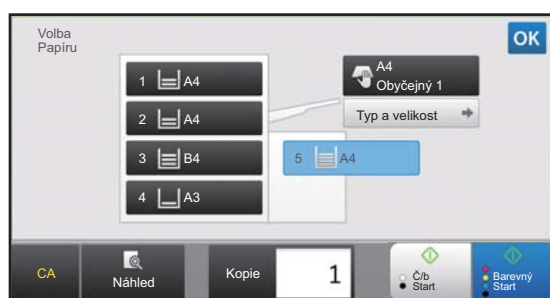 Volba
Papíru
OK
1 A4
2 A4
3 B4
4 A3
5 A4
A4
Obyčejný 1
Typ a velikost
CA
Náhled
Kopie
1
Č/b
Start
Barevný
Start